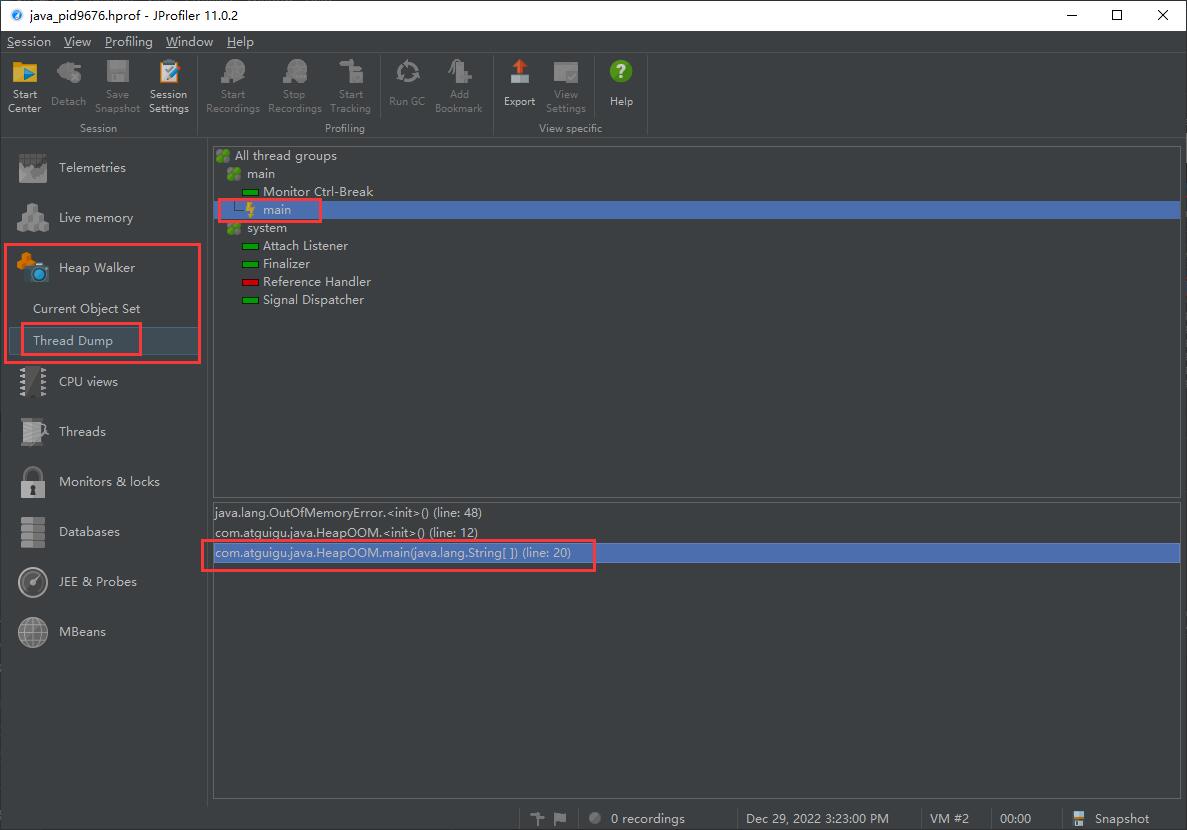 java_pid9676.hprof - JProfiler 11.0.2
Session View Profiling Window Help
Start Center
Detach
Save Snapshot
Session Settings
Start Recordings
Stop Recordings
Start Tracking
Run GC
Add Bookmark
Export
View Settings
Help
Session
Profiling
View specific
Telemetries
Live memory
Heap Walker
Current Object Set
Thread Dump
CPU views
Threads
Monitors & locks
Databases
JEE & Probes
MBeans
All thread groups
main
Monitor Ctrl-Break
main
system
Attach Listener
Finalizer
Reference Handler
Signal Dispatcher
java.lang.OutOfMemoryError.<init>() (line: 48)
com.atguigu.java.HeapOOM.<init>() (line: 12)
com.atguigu.java.HeapOOM.main(java.lang.String[ ]) (line: 20)
0 recordings
Dec 29, 2022 3:23:00 PM
VM #2
00:00
Snapshot